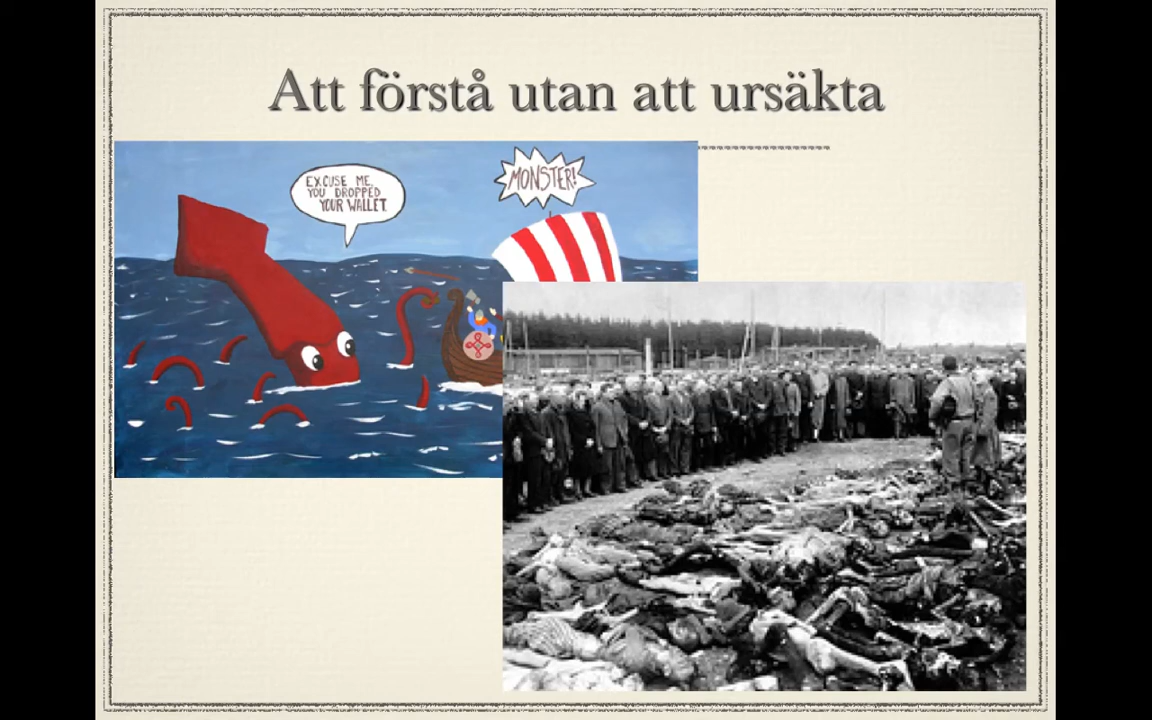 Att förstå utan att ursäkta
EXCUSE ME,
YOU DROPPED
YOUR WALLET.
MONSTER!